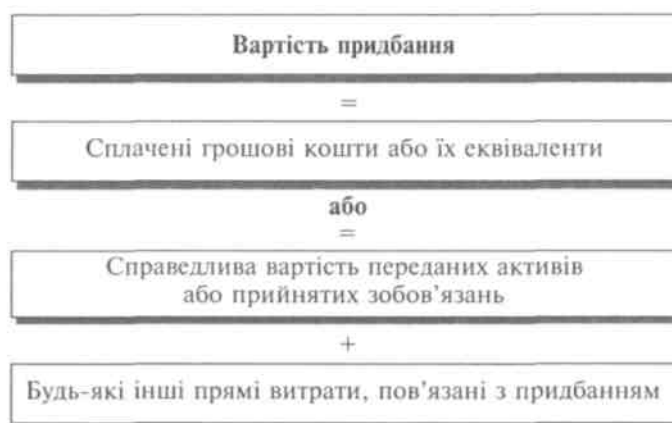 Вартість придбання
=
Сплачені грошові кошти або їх еквіваленти
або
=
Справедлива вартість переданих активів
або прийнятих зобов'язань
+
Будь-які інші прямі витрати, пов'язані з придбанням